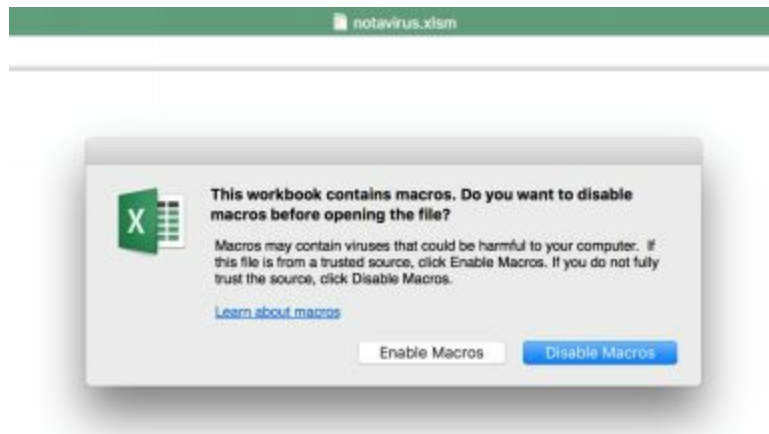 notavirus.xlsm
This workbook contains macros. Do you want to disable
macros before opening the file?
Macros may contain viruses that could be harmful to your computer. If
this file is from a trusted source, click Enable Macros. If you do not fully
trust the source, click Disable Macros.
Learn about macros
Enable Macros Disable Macros